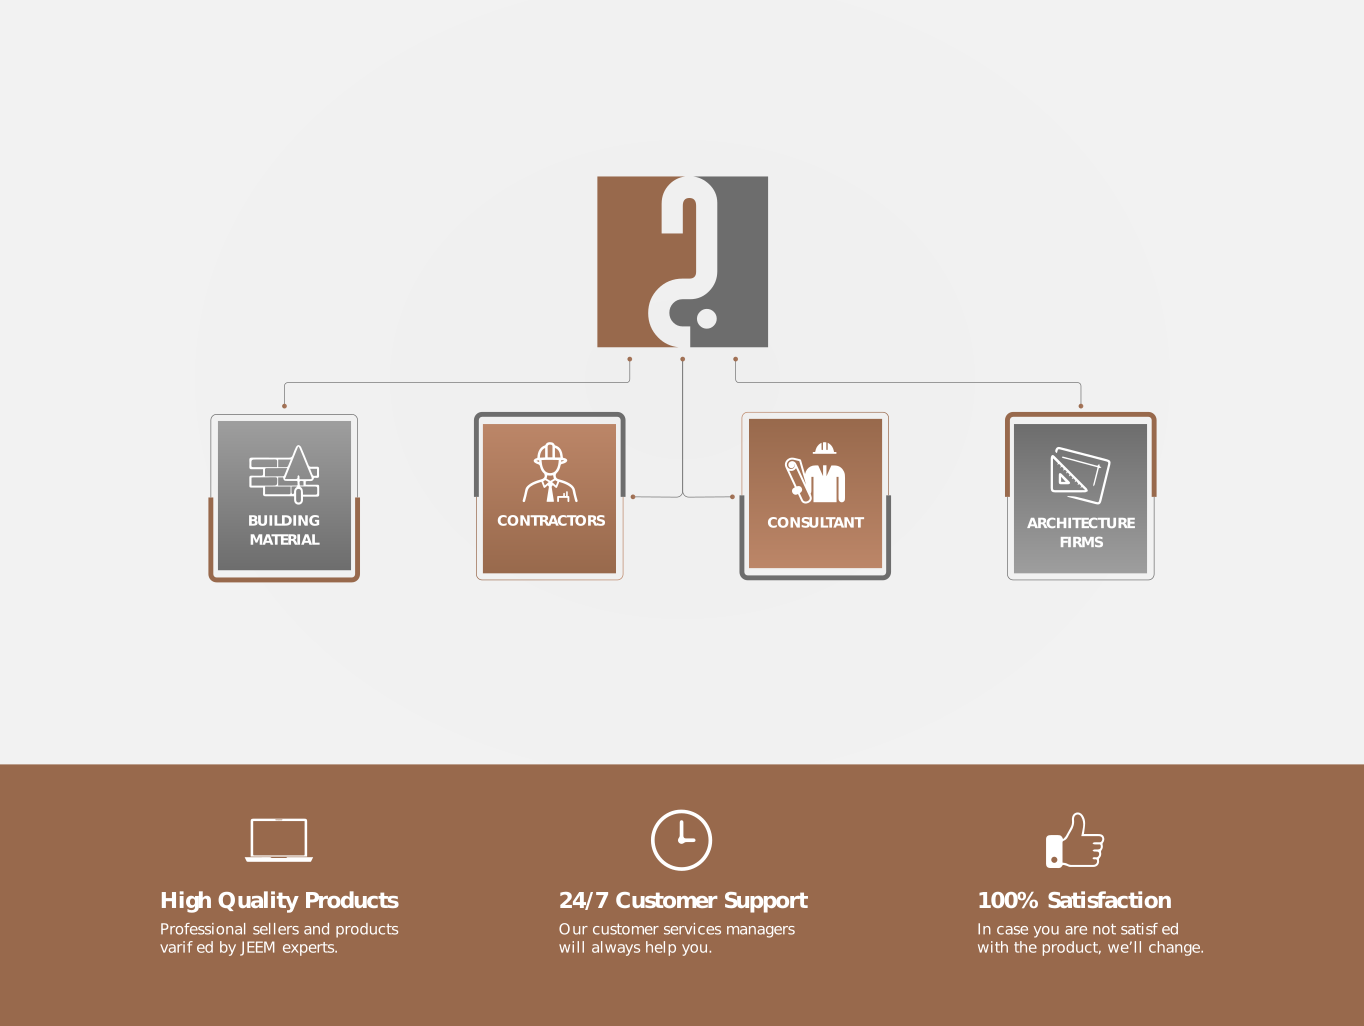 BUILDING
MATERIAL
CONTRACTORS
CONSULTANT
ARCHITECTURE
FIRMS
High Quality Products
Professional sellers and products
varif ed by JEEM experts.
24/7 Customer Support
Our customer services managers
will always help you.
100% Satisfaction
In case you are not satisf ed
with the product, we’ll change.